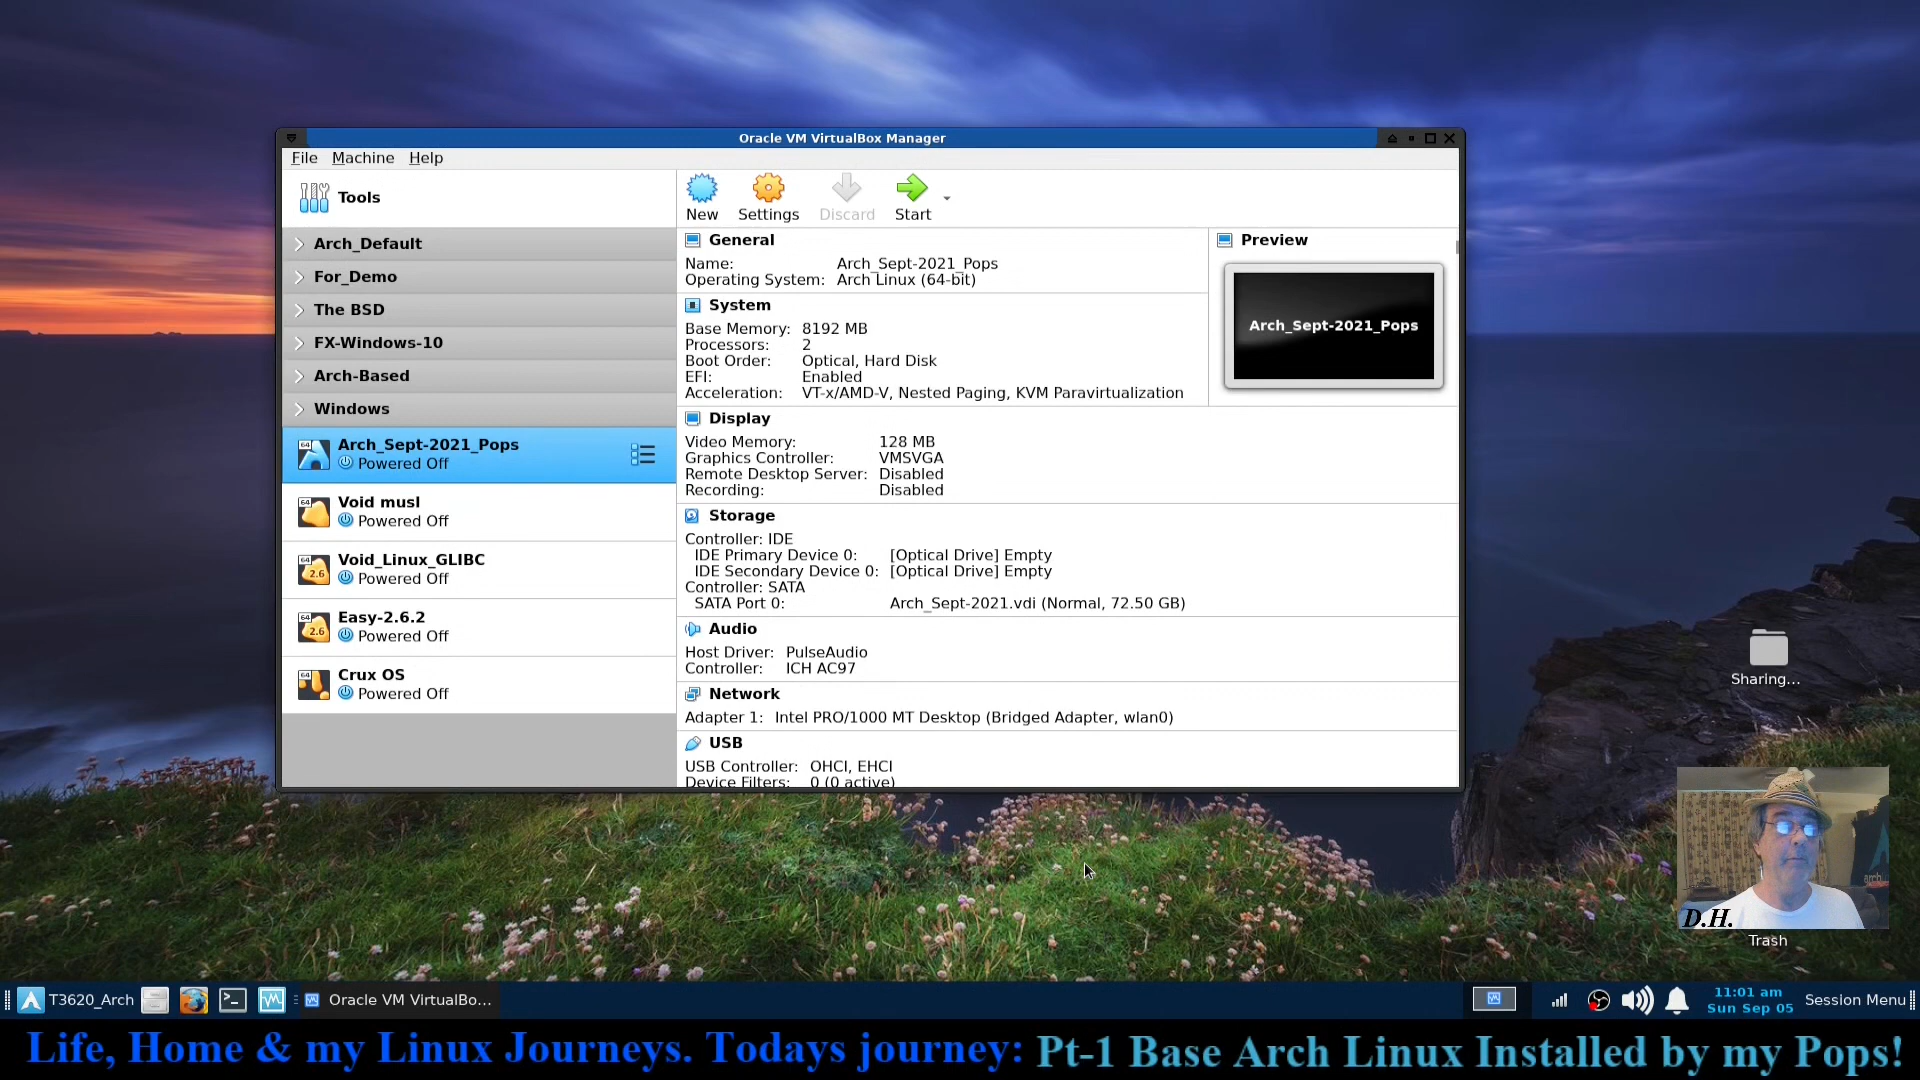 Oracle VM VirtualBox Manager
File Machine Help
Tools
New Settings Discard Start
Arch_Default
For_Demo
The BSD
FX-Windows-10
Arch-Based
Windows
64
Arch_Sept-2021_Pops
Powered Off
64
Void musl
Powered Off
64
2.6
Void_Linux_GLIBC
Powered Off
64
2.6
Easy-2.6.2
Powered Off
64
Crux OS
Powered Off
General
Name: Arch_Sept-2021_Pops
Operating System: Arch Linux (64-bit)
System
Base Memory: 8192 MB
Processors: 2
Boot Order: Optical, Hard Disk
EFI: Enabled
Acceleration: VT-x/AMD-V, Nested Paging, KVM Paravirtualization
Preview
Arch_Sept-2021_Pops
Display
Video Memory: 128 MB
Graphics Controller: VMSVGA
Remote Desktop Server: Disabled
Recording: Disabled
Storage
Controller: IDE
IDE Primary Device 0: [Optical Drive] Empty
IDE Secondary Device 0: [Optical Drive] Empty
Controller: SATA
SATA Port 0: Arch_Sept-2021.vdi (Normal, 72.50 GB)
Audio
Host Driver: PulseAudio
Controller: ICH AC97
Network
Adapter 1: Intel PRO/1000 MT Desktop (Bridged Adapter, wlan0)
USB
USB Controller: OHCI, EHCI
Device Filters: 0 (0 active)
Sharing...
D.H.
Trash
T3620_Arch
Oracle VM VirtualBo...
11:01 am
Sun Sep 05
Session Menu
Life, Home & my Linux Journeys. Todays journey: Pt-1 Base Arch Linux Installed by my Pops!